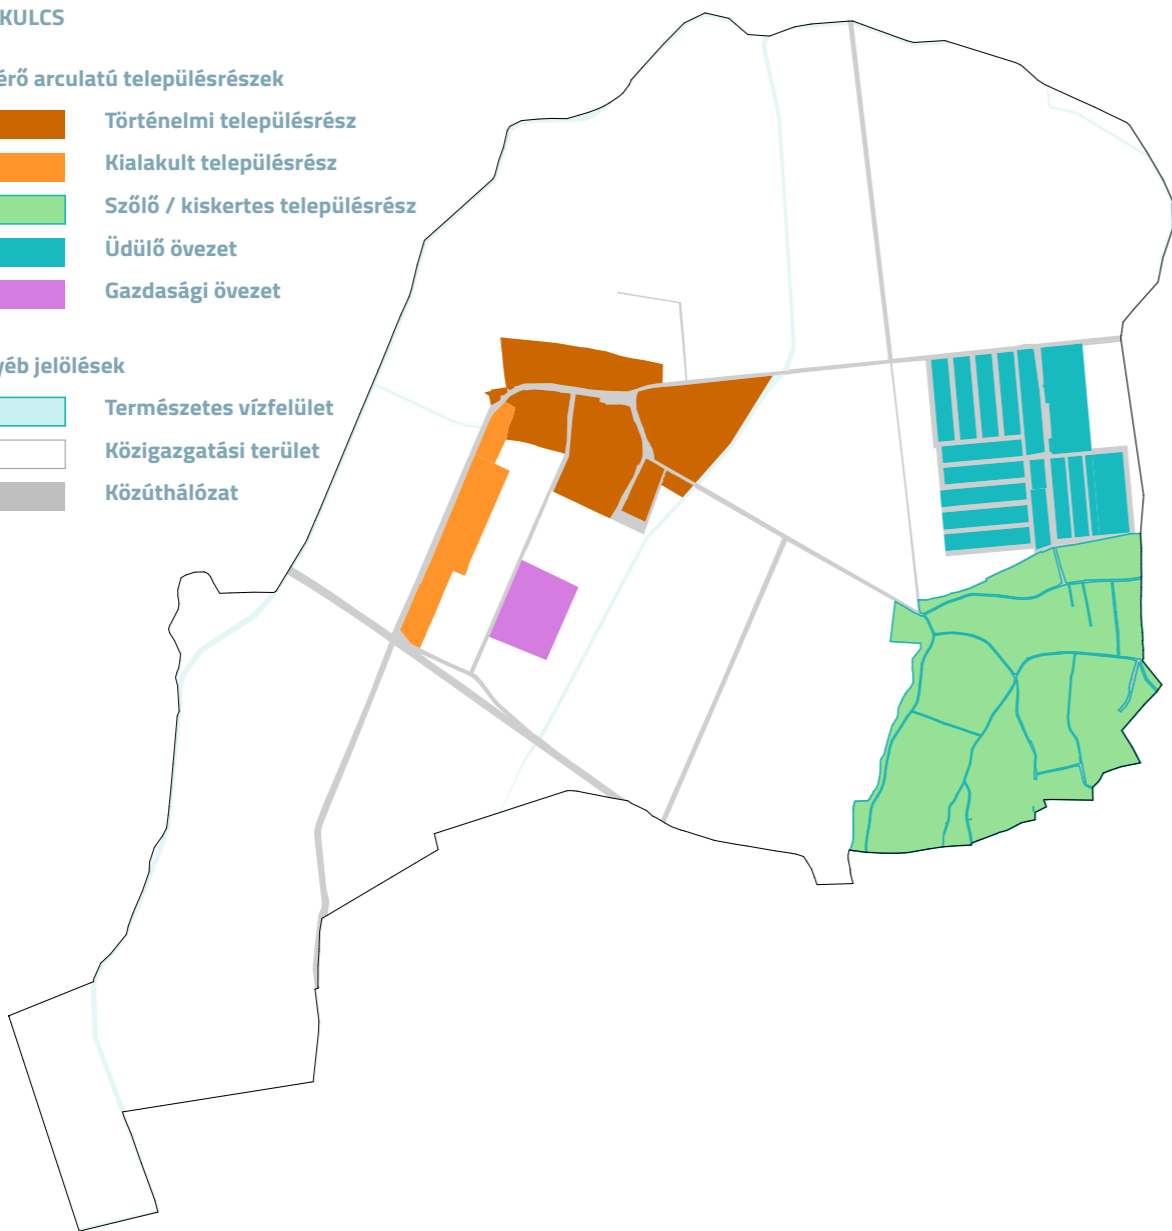 KULCS
érő arculatú településrészek
Történelmi településrész
Kialakult településrész
Szőlő / kiskertes településrész
Üdülő övezet
Gazdasági övezet
yéb jelölések
Természetes vízfelület
Közigazgatási terület
Közúthálózat